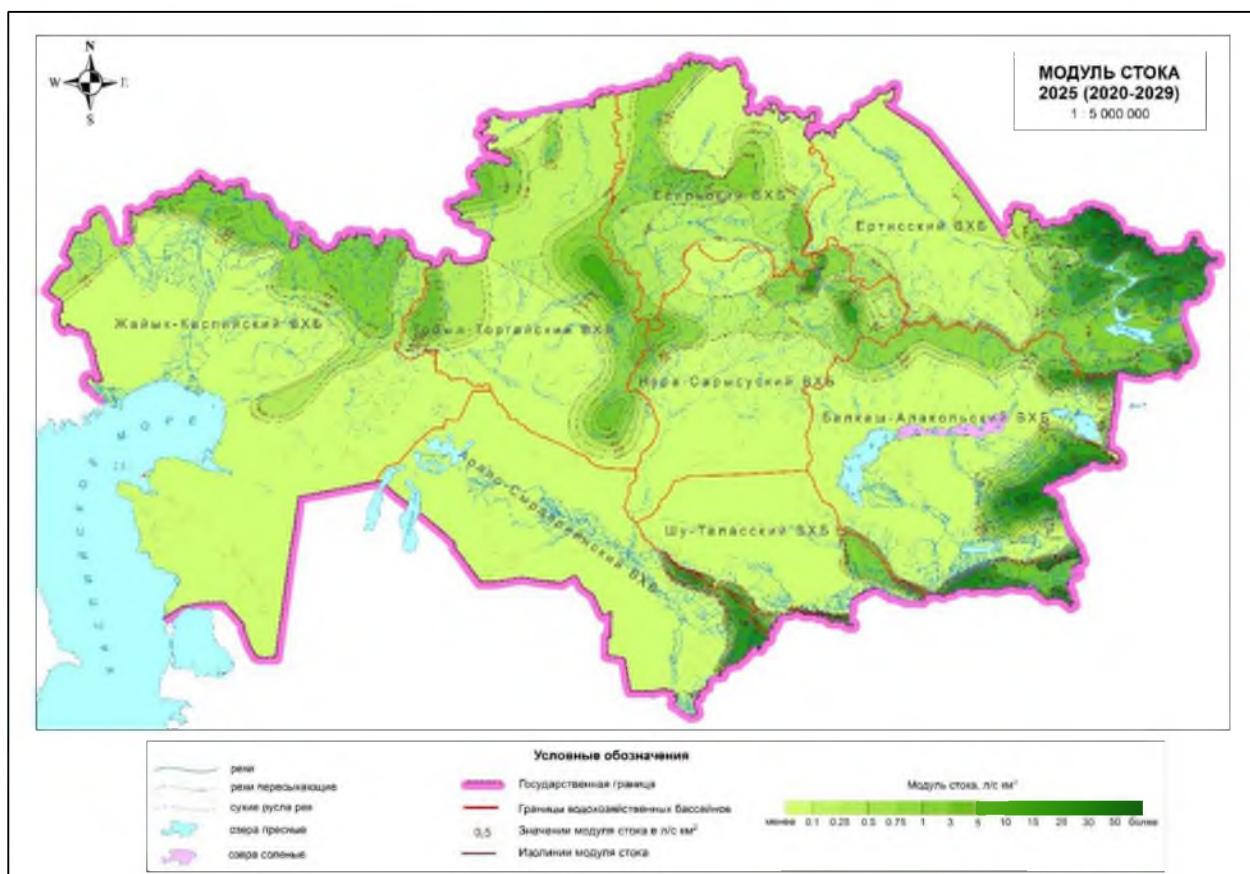 N
W E
S
МОДУЛЬ СТОКА
2025 (2020-2029)
1 : 5 000 000
Есильский ВХБ
Ертисский ВХБ
Жайык-Каспийский ВХБ
Тобыл-Торгайский ВХБ
Нура-Сарысуский ВХБ
Балкаш-Алакольский ВХБ
Арало-Сырдарьинский ВХБ
Шу-Таласский ВХБ
КАСПИЙСКОЕ МОРЕ
Условные обозначения
реки
реки пересыхающие
сухие русла рек
озера пресные
озера соленые
Государственная граница
Границы водохозяйственных бассейнов
0,5 Значении модуля стока в л/с км²
Изолинии модуля стока
Модуль стока, л/с км²
менее 0.1 0.25 0.5 0.75 1 3 5 10 15 25 30 50 более